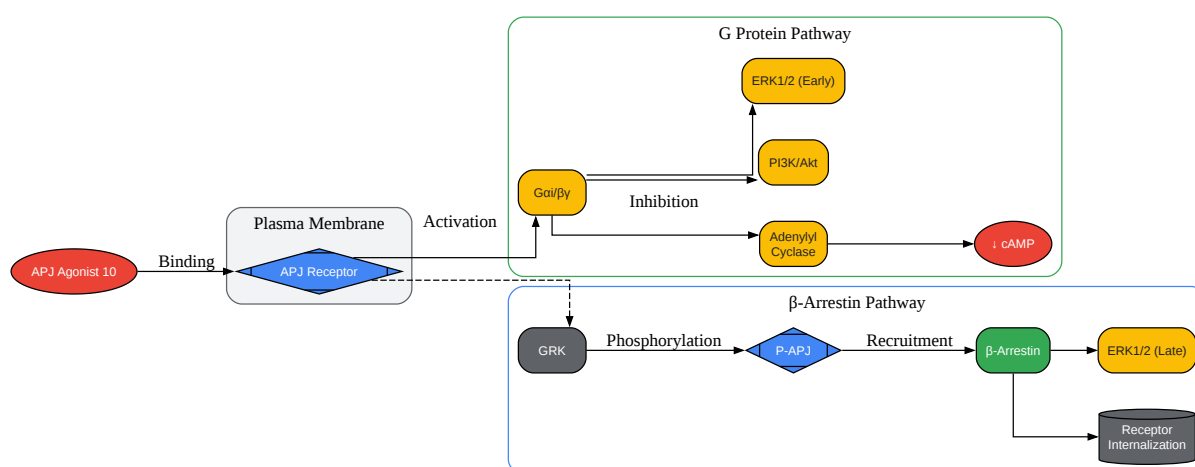 G Protein Pathway
ERK1/2 (Early)
PI3K/Akt
Gαi/βγ
Inhibition
Plasma Membrane
Activation
Adenylyl
Cyclase
↓ cAMP
APJ Agonist 10
Binding
APJ Receptor
β-Arrestin Pathway
GRK
Phosphorylation
P-APJ
Recruitment
β-Arrestin
ERK1/2 (Late)
Receptor
Internalization